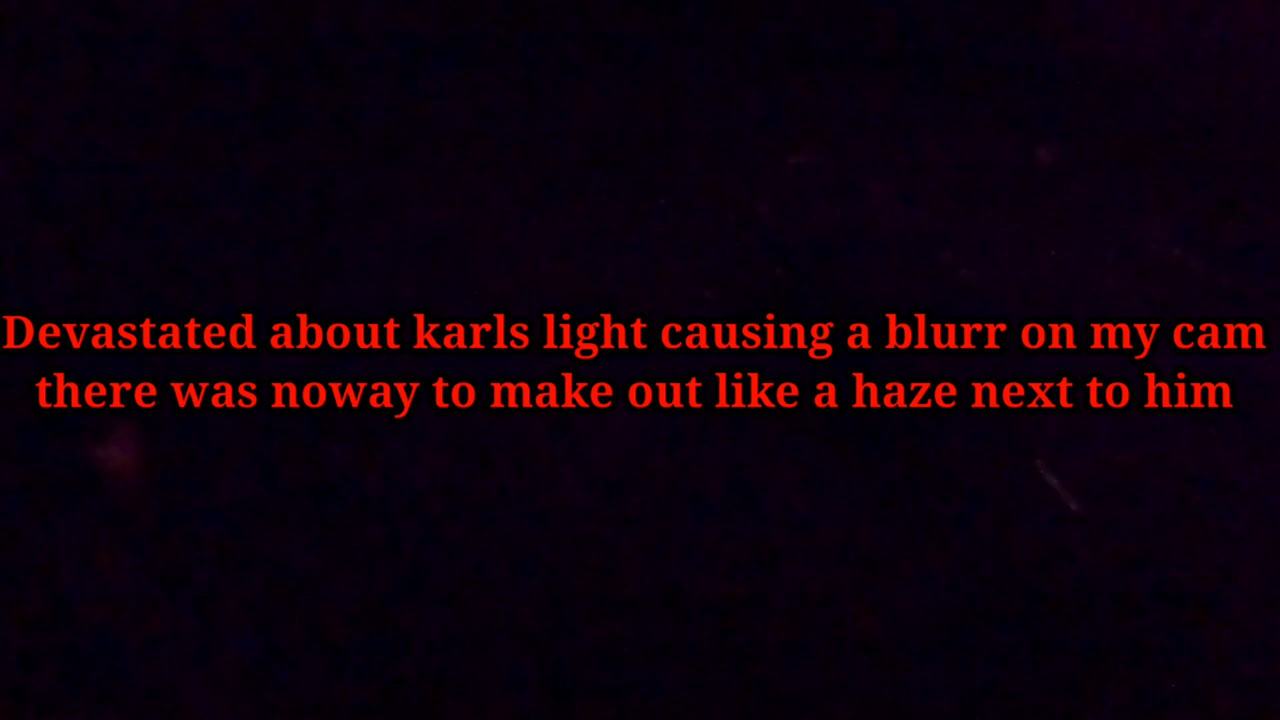 Devastated about karls light causing a blurr on my cam
there was noway to make out like a haze next to him